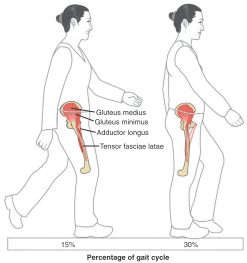 Gluteus medius
Gluteus minimus
Adductor longus
Tensor fasciae latae
15% 30%
Percentage of gait cycle